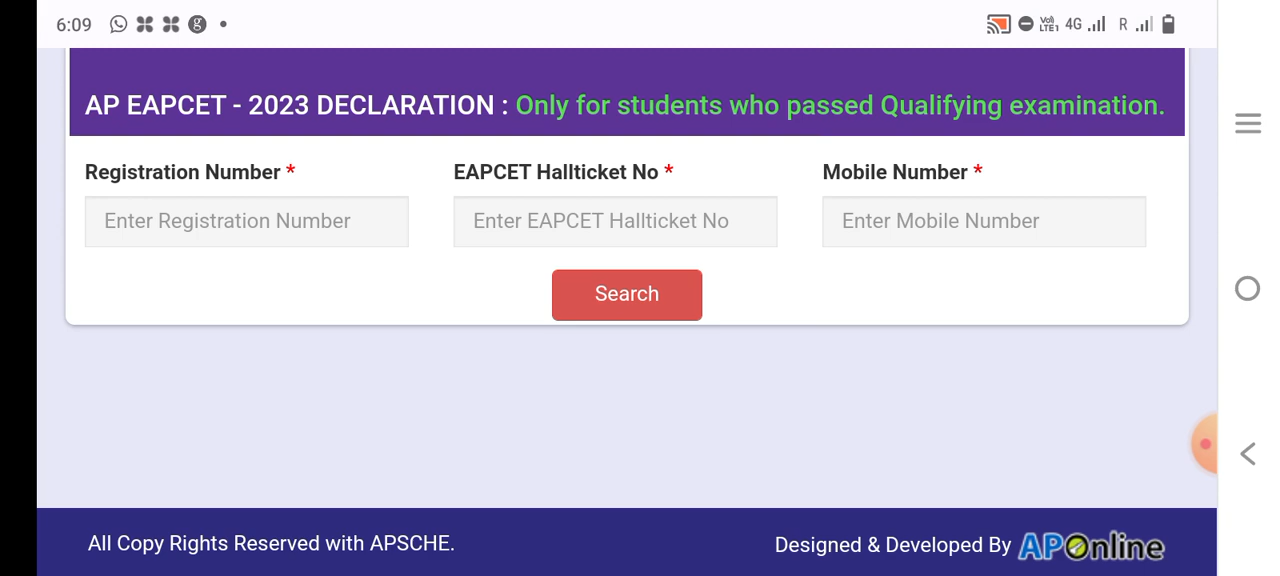 6:09 Vol) LTE1 4G R
AP EAPCET - 2023 DECLARATION : Only for students who passed Qualifying examination.
Registration Number * EAPCET Hallticket No * Mobile Number *
Enter Registration Number Enter EAPCET Hallticket No Enter Mobile Number
Search
All Copy Rights Reserved with APSCHE. Designed & Developed By APOnline